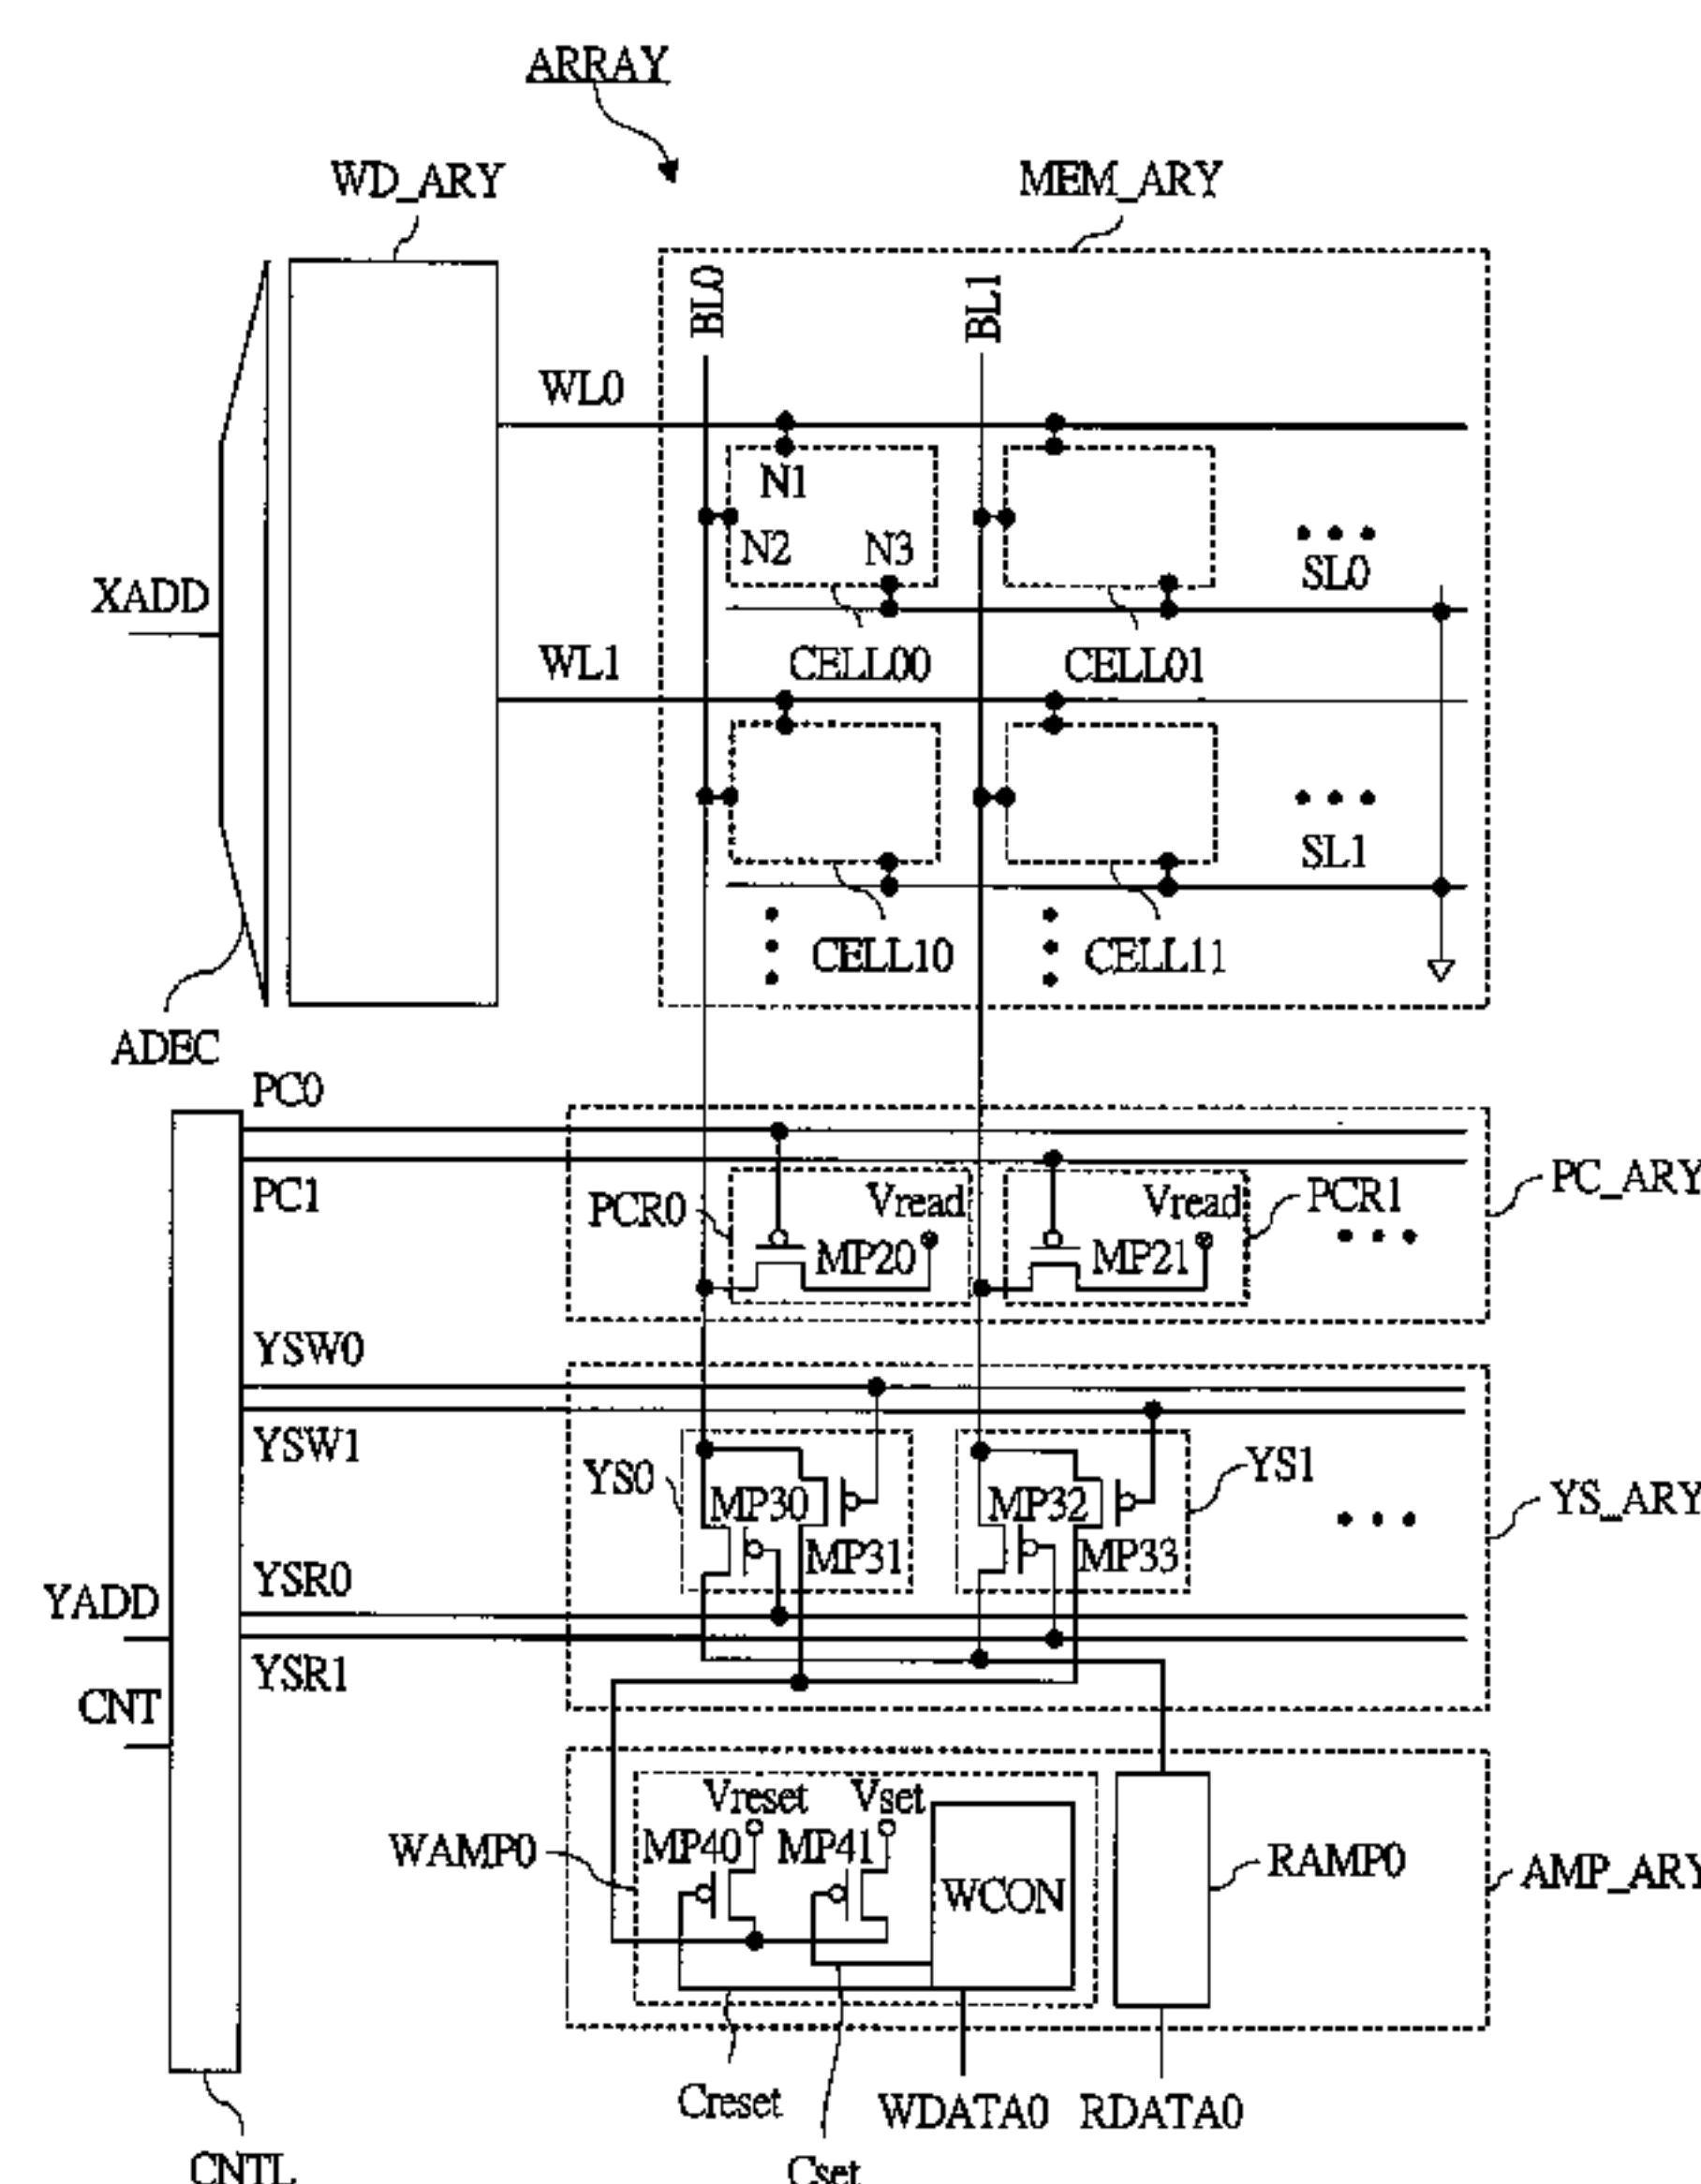 ARRAY
WD_ARY
MEM_ARY
BL0
BL1
WL0
N1
N2
N3
SL0
XADD
WL1
CELL00
CELL01
SL1
CELL10
CELL11
ADEC
PC0
PC1
PCR0
Vread
MP20
Vread
MP21
PCR1
PC_ARY
YSW0
YSW1
YS0
MP30
MP31
MP32
MP33
YS1
YS_ARY
YADD
YSR0
YSR1
CNT
Vreset
Vset
WAMP0
MP40
MP41
WCON
RAMP0
AMP_ARY
Creset
WDATA0
RDATA0
Cset
CNTL